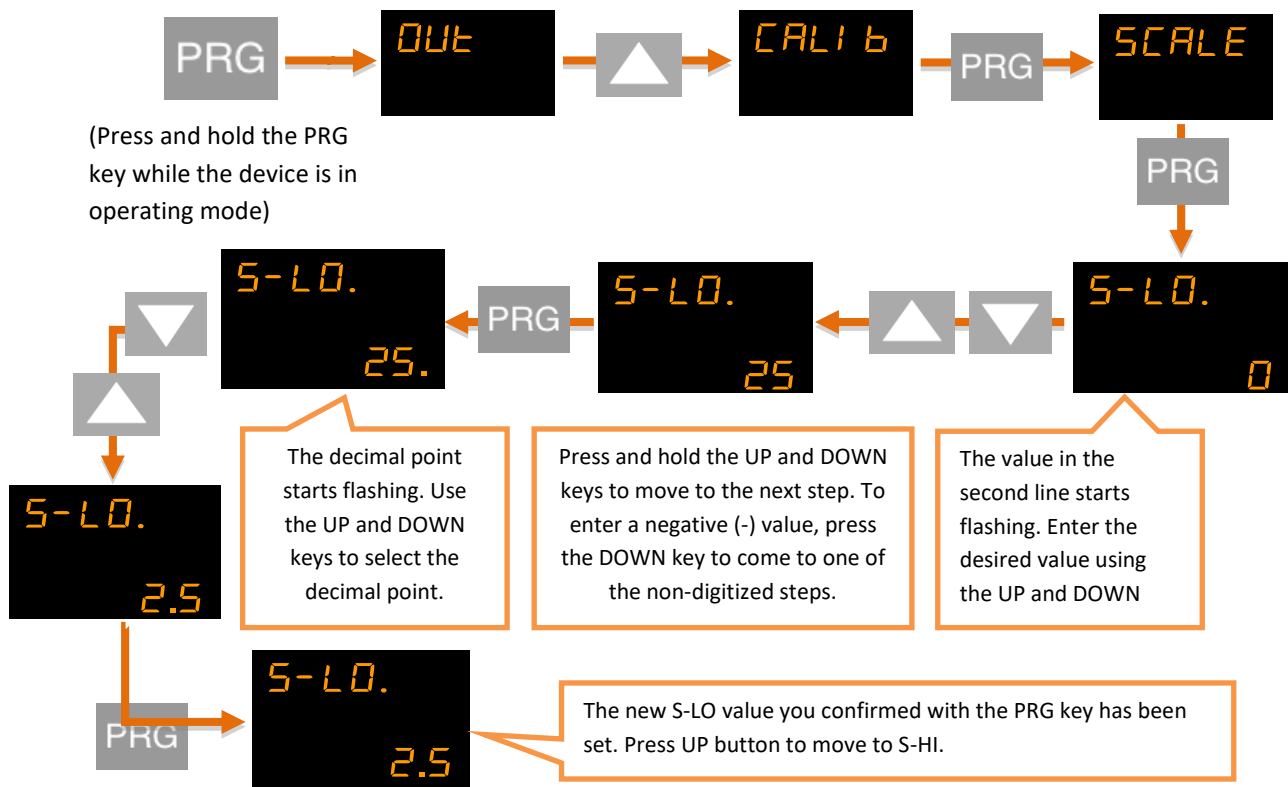 PRG
OUt
CALI b
PRG
SCALE
(Press and hold the PRG
key while the device is in
operating mode)
PRG
S-LO.
0
S-LO.
25
PRG
S-LO.
25.
The value in the
second line starts
flashing. Enter the
desired value using
the UP and DOWN
Press and hold the UP and DOWN
keys to move to the next step. To
enter a negative (-) value, press
the DOWN key to come to one of
the non-digitized steps.
The decimal point
starts flashing. Use
the UP and DOWN
keys to select the
decimal point.
S-LO.
2.5
PRG
S-LO.
2.5
The new S-LO value you confirmed with the PRG key has been
set. Press UP button to move to S-HI.